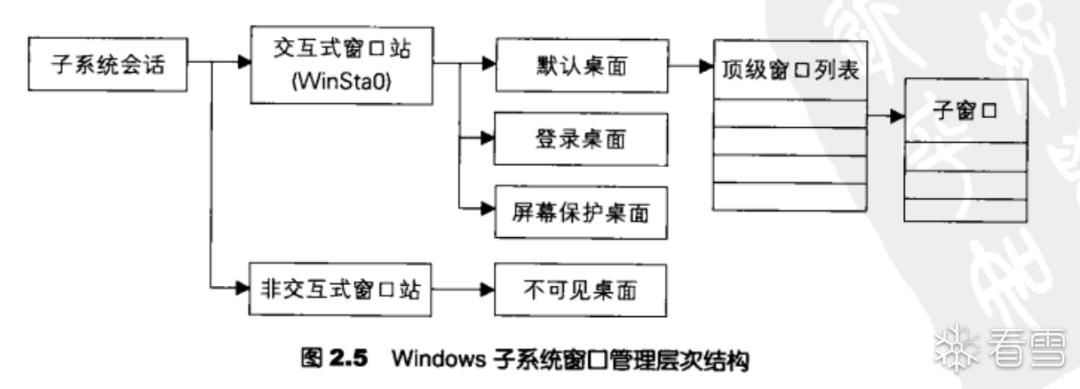 子系统会话
交互式窗口站
(WinSta0)
默认桌面
登录桌面
屏幕保护桌面
顶级窗口列表
子窗口
非交互式窗口站
不可见桌面
图 2.5 Windows 子系统窗口管理层次结构
看雪